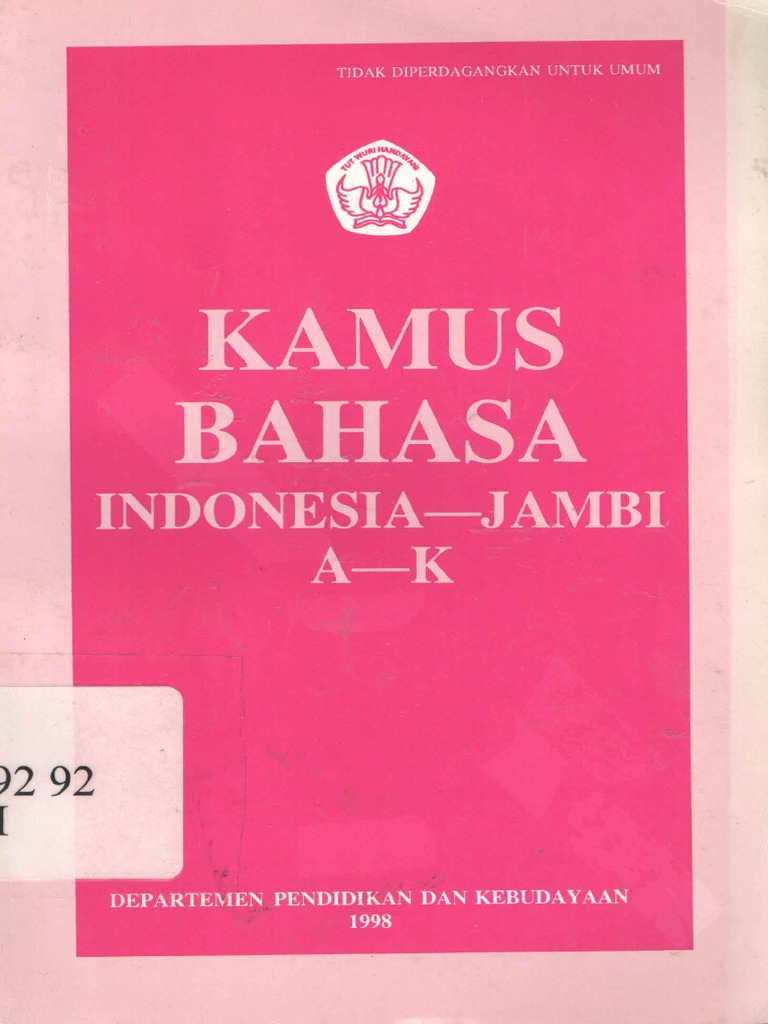 TIDAK DIPERDAGANGKAN UNTUK UMUM
TUT WURI HANDAYANI
KAMUS
BAHASA
INDONESIA—JAMBI
A—K
92 92
I
DEPARTEMEN PENDIDIKAN DAN KEBUDAYAAN
1998